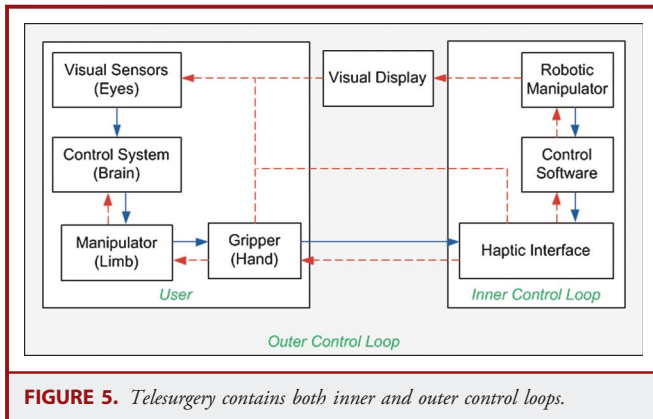 Visual Sensors
(Eyes)
Visual Display
Robotic
Manipulator
Control System
(Brain)
Control
Software
Manipulator
(Limb)
Gripper
(Hand)
Haptic Interface
User
Inner Control Loop
Outer Control Loop
FIGURE 5. Telesurgery contains both inner and outer control loops.